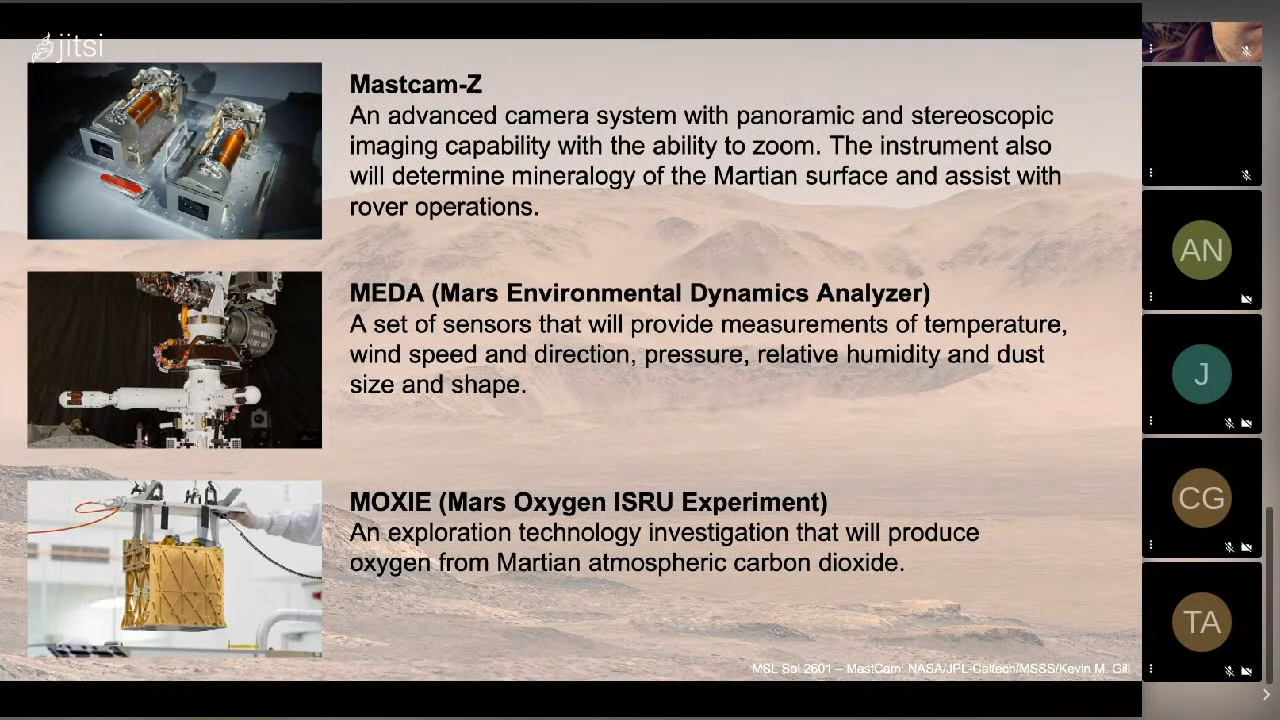 jitsi
Mastcam-Z
An advanced camera system with panoramic and stereoscopic
imaging capability with the ability to zoom. The instrument also
will determine mineralogy of the Martian surface and assist with
rover operations.
MEDA (Mars Environmental Dynamics Analyzer)
A set of sensors that will provide measurements of temperature,
wind speed and direction, pressure, relative humidity and dust
size and shape.
MOXIE (Mars Oxygen ISRU Experiment)
An exploration technology investigation that will produce
oxygen from Martian atmospheric carbon dioxide.
MSL Sol 2601 – MastCam: NASA/JPL-Caltech/MSSS/Kevin M. Gill
AN
J
CG
TA